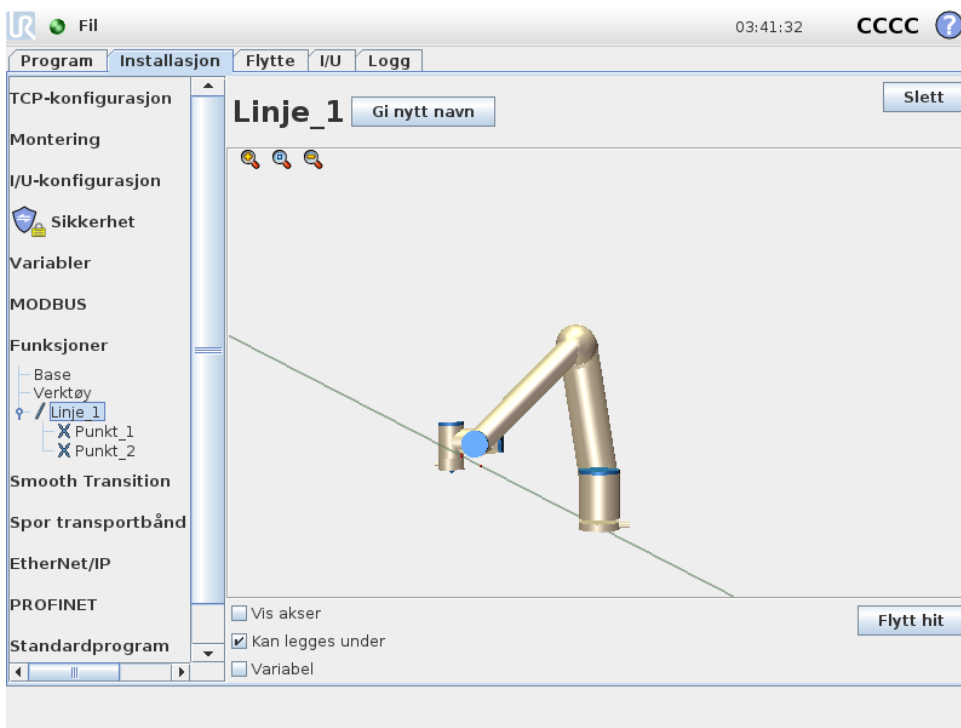 UR Fil 03:41:32 CCCC ?
Program Installasjon Flytte I/U Logg
TCP-konfigurasjon
Montering
I/U-konfigurasjon
Sikkerhet
Variabler
MODBUS
Funksjoner
Base
Verktøy
Linje_1
Punkt_1
Punkt_2
Smooth Transition
Spor transportbånd
EtherNet/IP
PROFINET
Standardprogram
Linje_1 Gi nytt navn Slett
Vis akser
Kan legges under
Variabel
Flytt hit